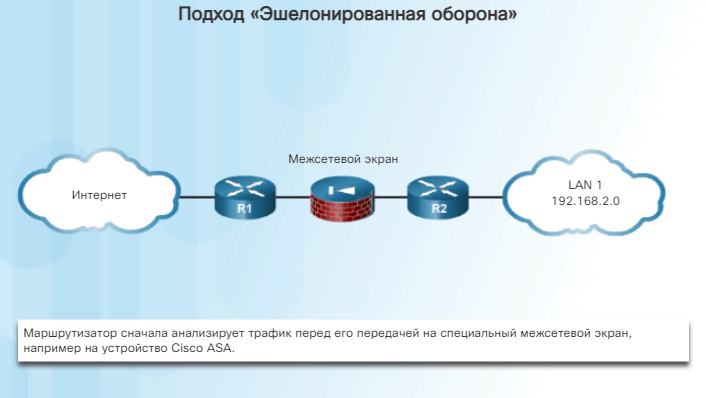 Подход «Эшелонированная оборона»
Межсетевой экран
Интернет
R1
R2
LAN 1
192.168.2.0
Маршрутизатор сначала анализирует трафик перед его передачей на специальный межсетевой экран,
например на устройство Cisco ASA.